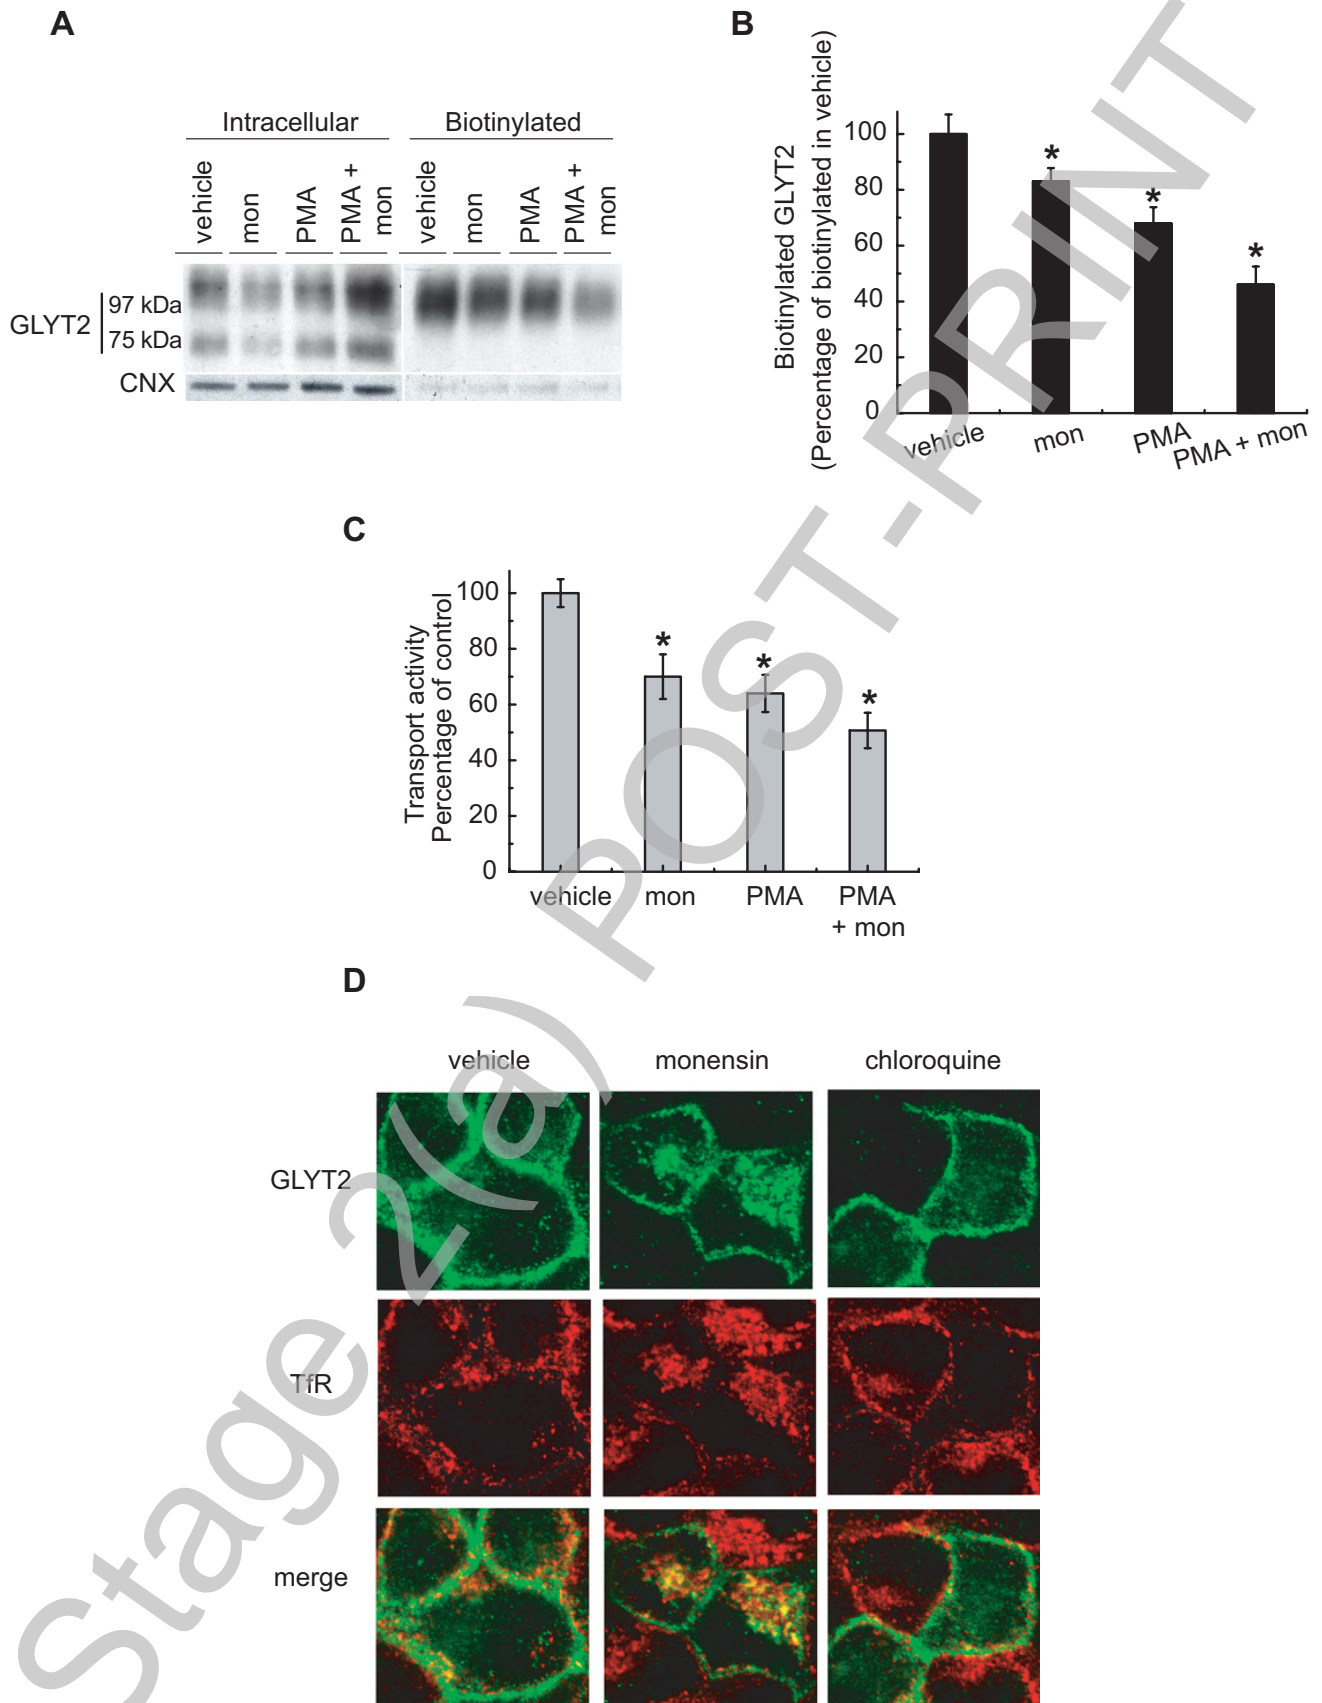 A
Intracellular
Biotinylated
vehicle
mon
PMA
PMA +
mon
vehicle
mon
PMA
PMA +
mon
GLYT2
97 kDa
75 kDa
CNX
B
Biotinylated GLYT2
(Percentage of biotinylated in vehicle)
100
80
60
40
20
0
*
*
*
vehicle
mon
PMA
PMA + mon
C
Transport activity
Percentage of control
100
80
60
40
20
0
*
*
*
vehicle
mon
PMA
PMA
+ mon
D
vehicle
monensin
chloroquine
GLYT2
TfR
merge
Stage 2(a) POST-PRINT